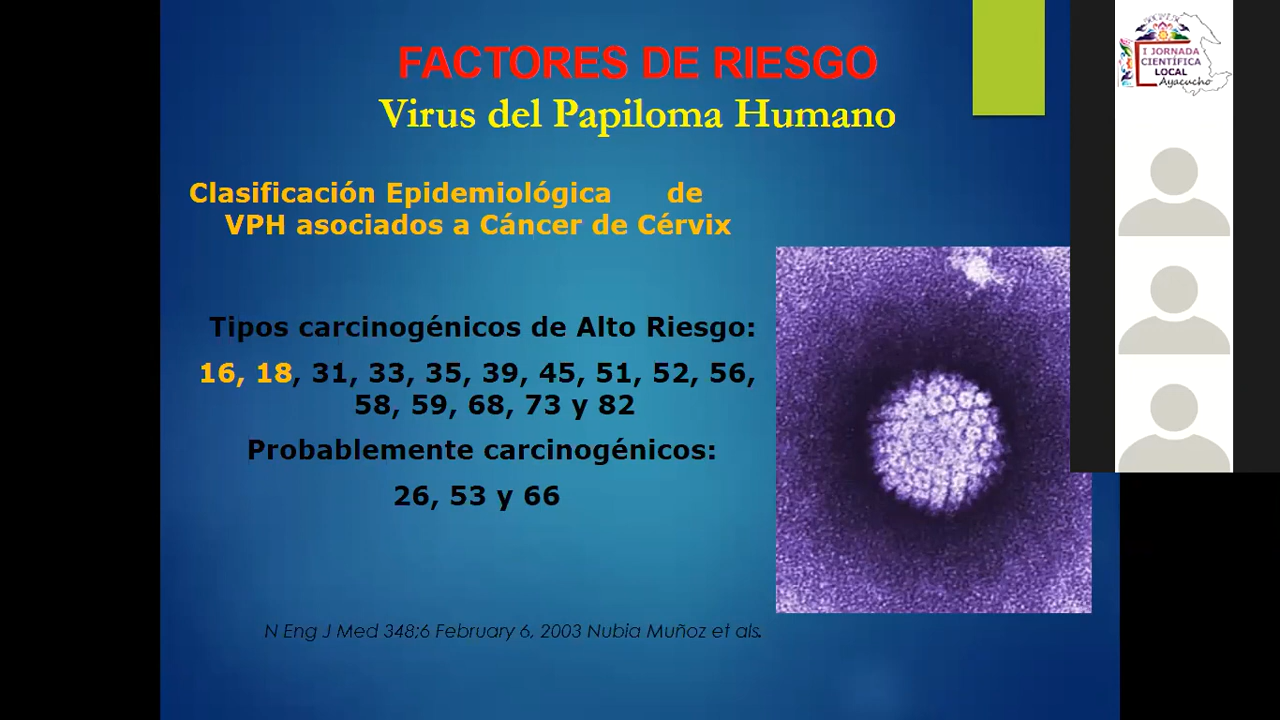 FACTORES DE RIESGO
Virus del Papiloma Humano
Clasificación Epidemiológica de
VPH asociados a Cáncer de Cérvix
Tipos carcinogénicos de Alto Riesgo:
16, 18, 31, 33, 35, 39, 45, 51, 52, 56,
58, 59, 68, 73 y 82
Probablemente carcinogénicos:
26, 53 y 66
N Eng J Med 348;6 February 6, 2003 Nubia Muñoz et als.
I JORNADA
CIENTÍFICA
LOCAL
Ayacucho